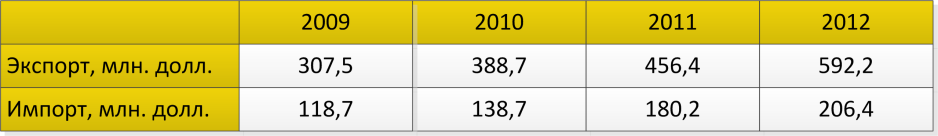 2009 2010 2011 2012
Экспорт, млн. долл. 307,5 388,7 456,4 592,2
Импорт, млн. долл. 118,7 138,7 180,2 206,4